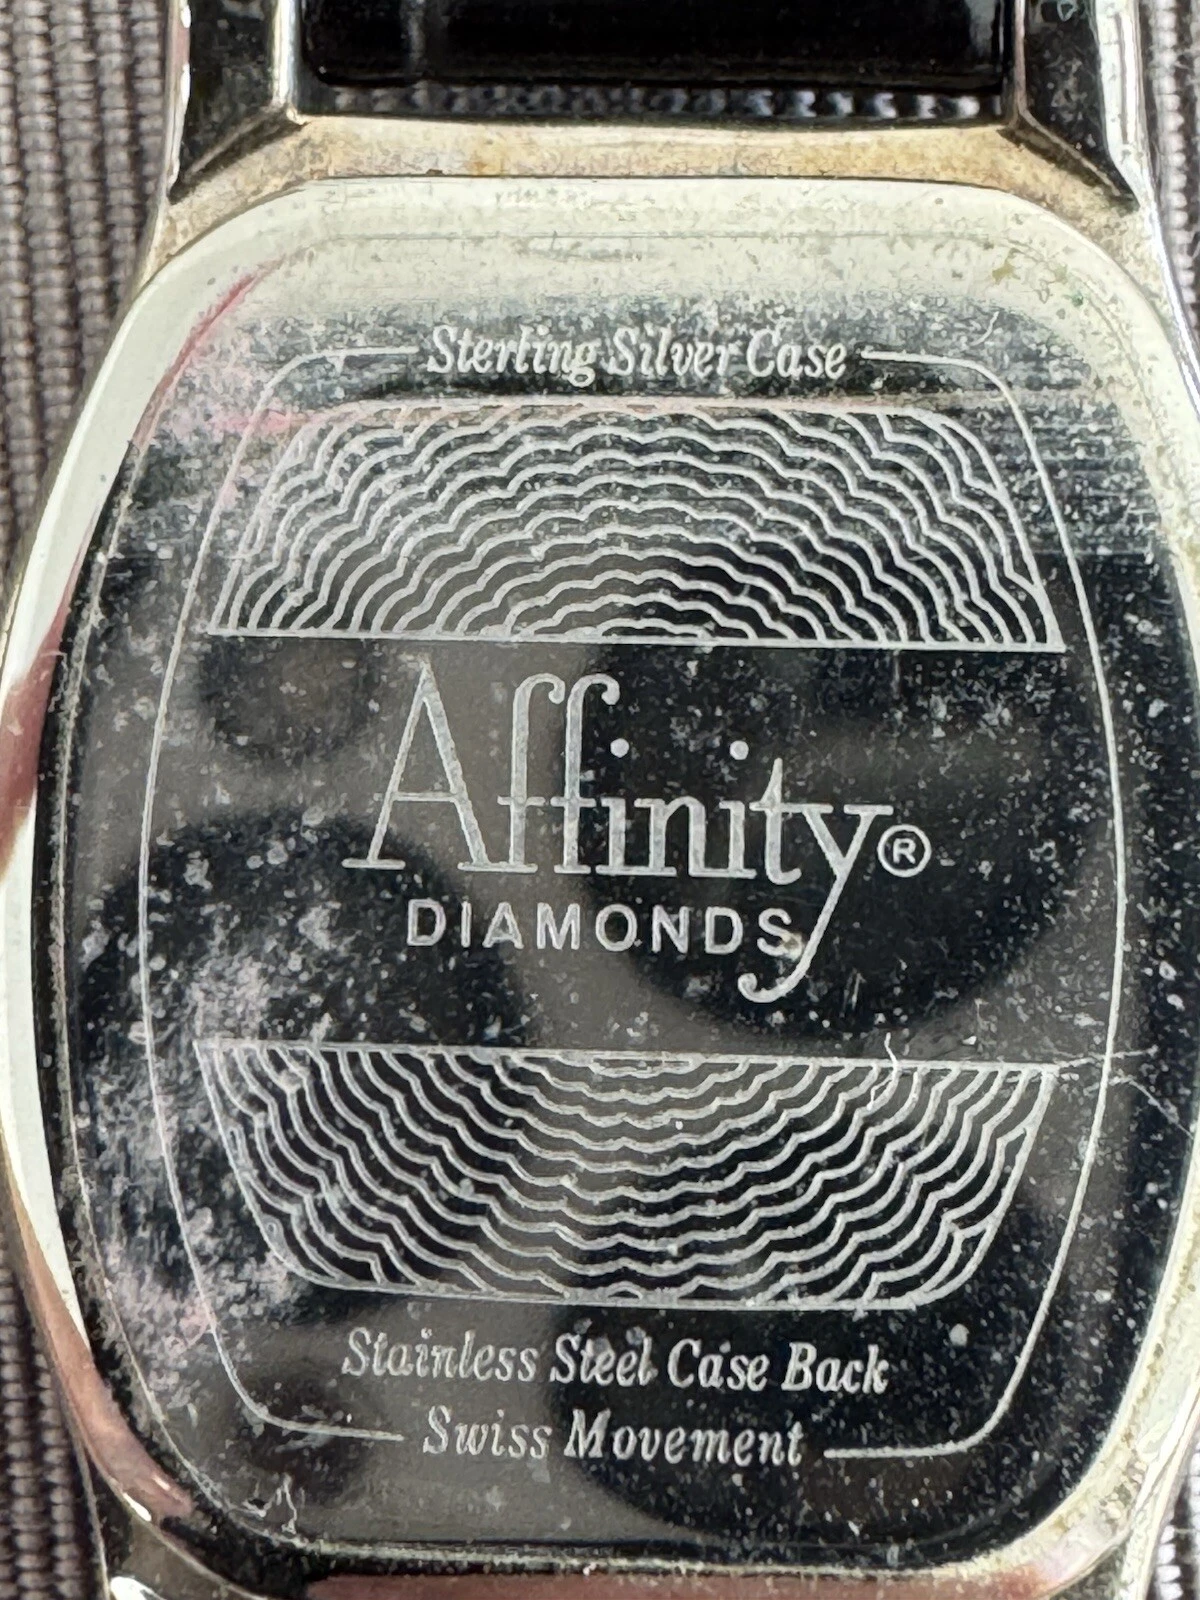 Sterling Silver Case
Affinity®
DIAMONDS
Stainless Steel Case Back
Swiss Movement